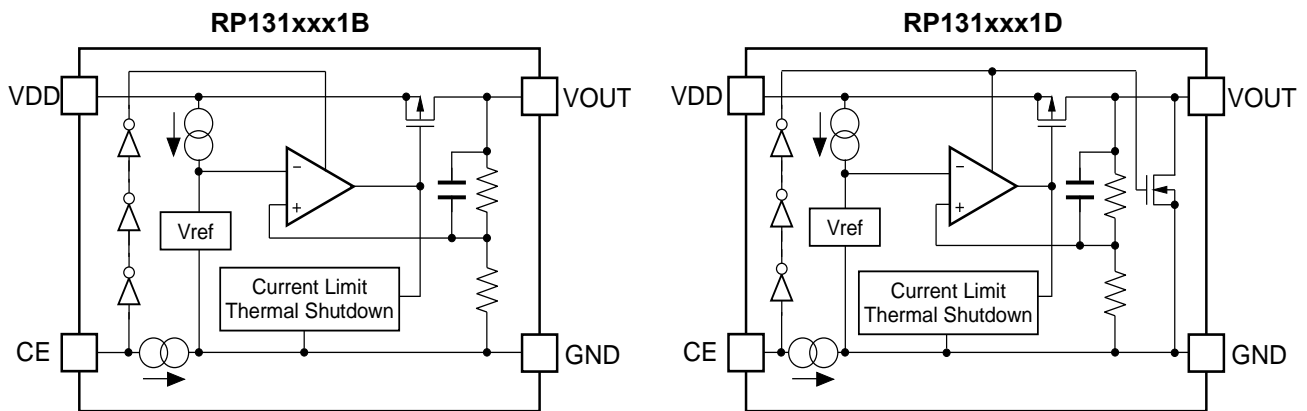 RP131xxx1B
VDD
VOUT
−
+
Vref
Current Limit
Thermal Shutdown
CE
GND
RP131xxx1D
VDD
VOUT
−
+
Vref
Current Limit
Thermal Shutdown
CE
GND